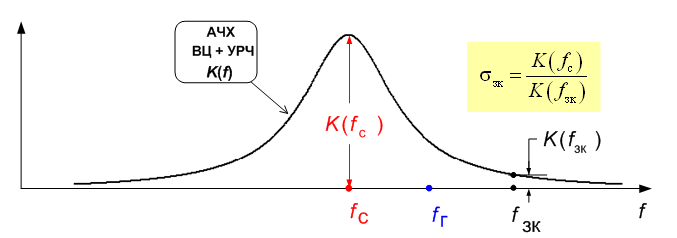 АЧХ
ВЦ + УРЧ
K(f)
σзк = K(fс) / K(fзк)
K(fс )
K(fзк )
fС
fГ
fЗК
f